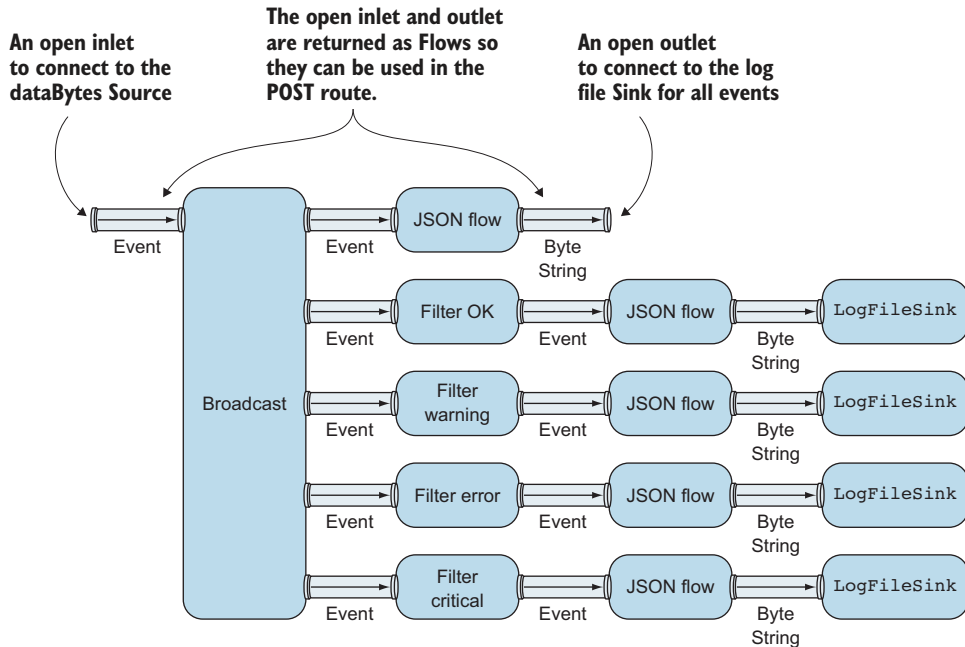 The open inlet and outlet
are returned as Flows so
they can be used in the
POST route.
An open inlet
to connect to the
dataBytes Source
An open outlet
to connect to the log
file Sink for all events
Event
Broadcast
Event
JSON flow
Byte
String
Event
Filter OK
Event
JSON flow
Byte
String
LogFileSink
Event
Filter
warning
Event
JSON flow
Byte
String
LogFileSink
Event
Filter error
Event
JSON flow
Byte
String
LogFileSink
Event
Filter
critical
Event
JSON flow
Byte
String
LogFileSink